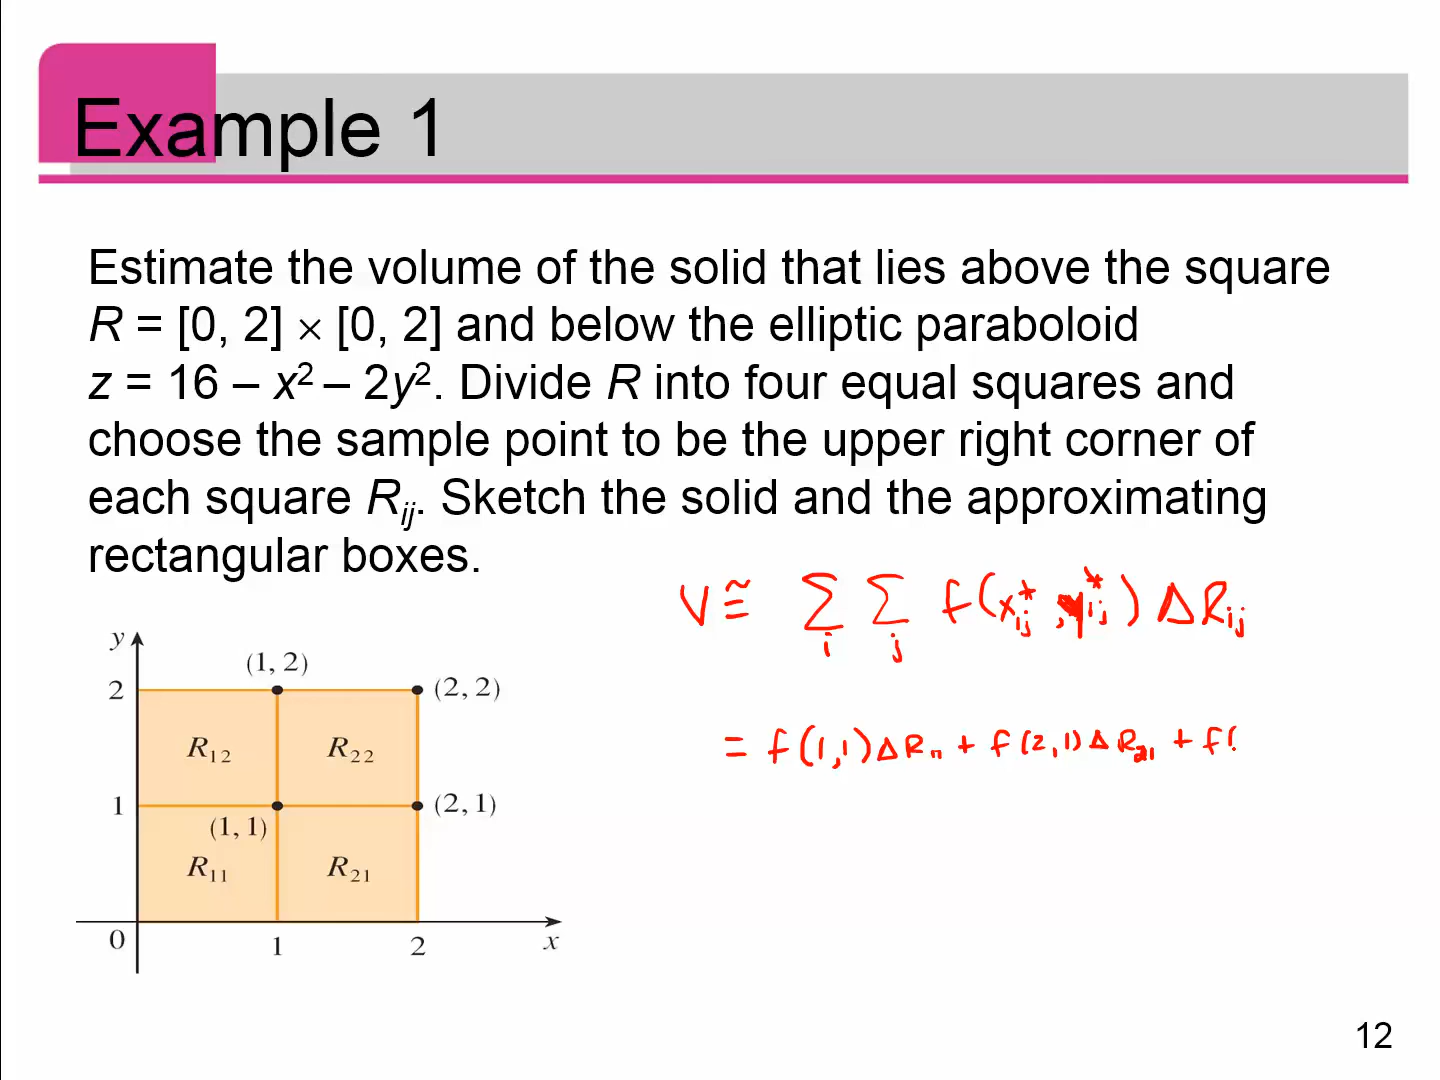 Example 1
Estimate the volume of the solid that lies above the square
R = [0, 2] × [0, 2] and below the elliptic paraboloid
z = 16 – x² – 2y². Divide R into four equal squares and
choose the sample point to be the upper right corner of
each square Rᵢⱼ. Sketch the solid and the approximating
rectangular boxes.
V ≅ Σᵢ Σⱼ f(xᵢⱼ*, yᵢⱼ*) ΔRᵢⱼ
= f(1,1) ΔR₁₁ + f(2,1) ΔR₂₁ + f(
y
(1, 2)
2
(2, 2)
R₁₂
R₂₂
1
(2, 1)
(1, 1)
R₁₁
R₂₁
0
1
2
x
12